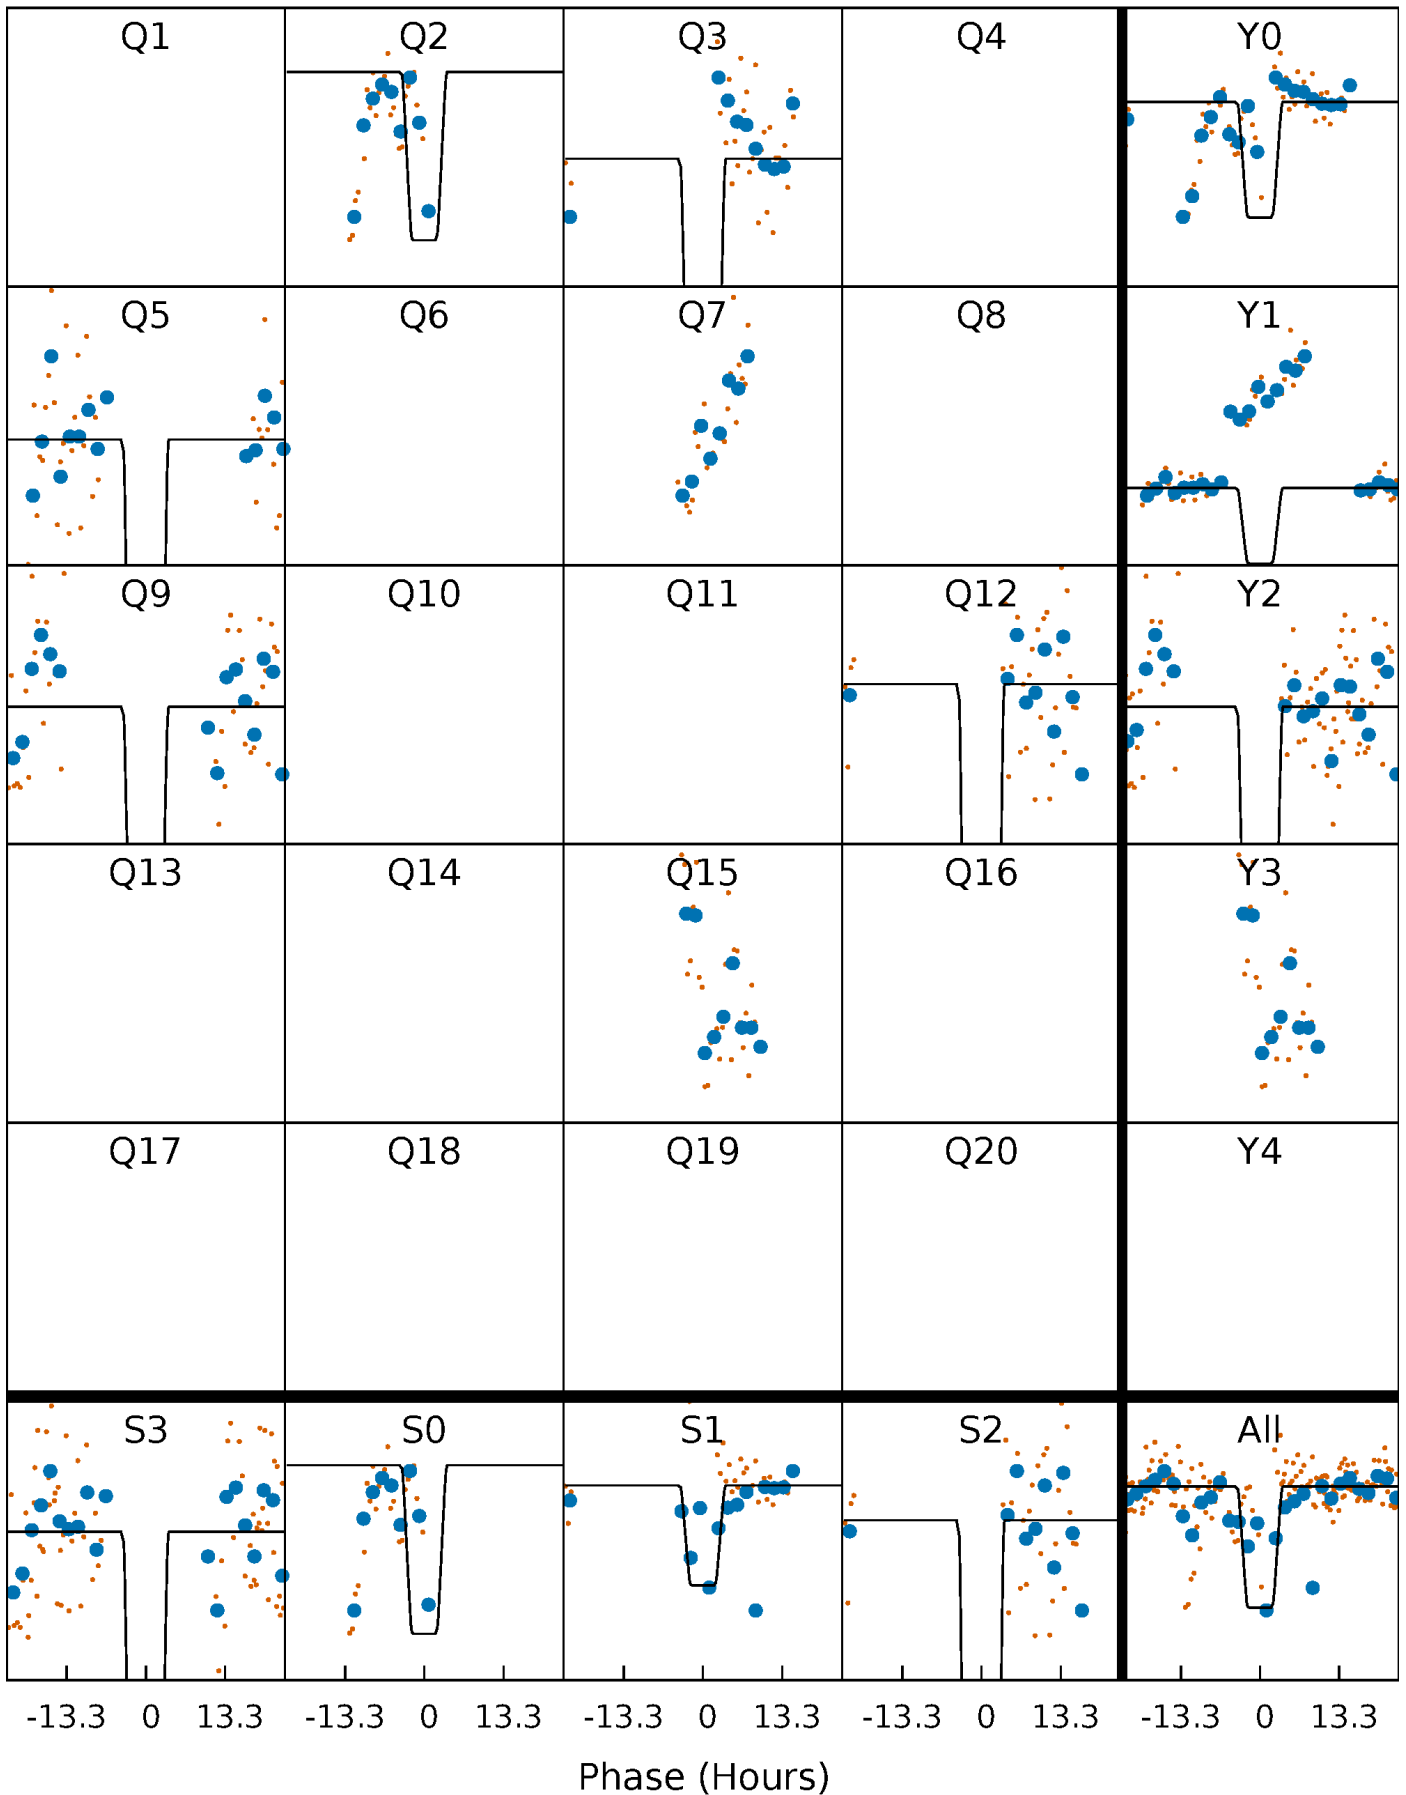 Q1 Q2 Q3 Q4 Y0
Q5 Q6 Q7 Q8 Y1
Q9 Q10 Q11 Q12 Y2
Q13 Q14 Q15 Q16 Y3
Q17 Q18 Q19 Q20 Y4
S3 S0 S1 S2 All
-13.3 0 13.3 -13.3 0 13.3 -13.3 0 13.3 -13.3 0 13.3 -13.3 0 13.3
Phase (Hours)